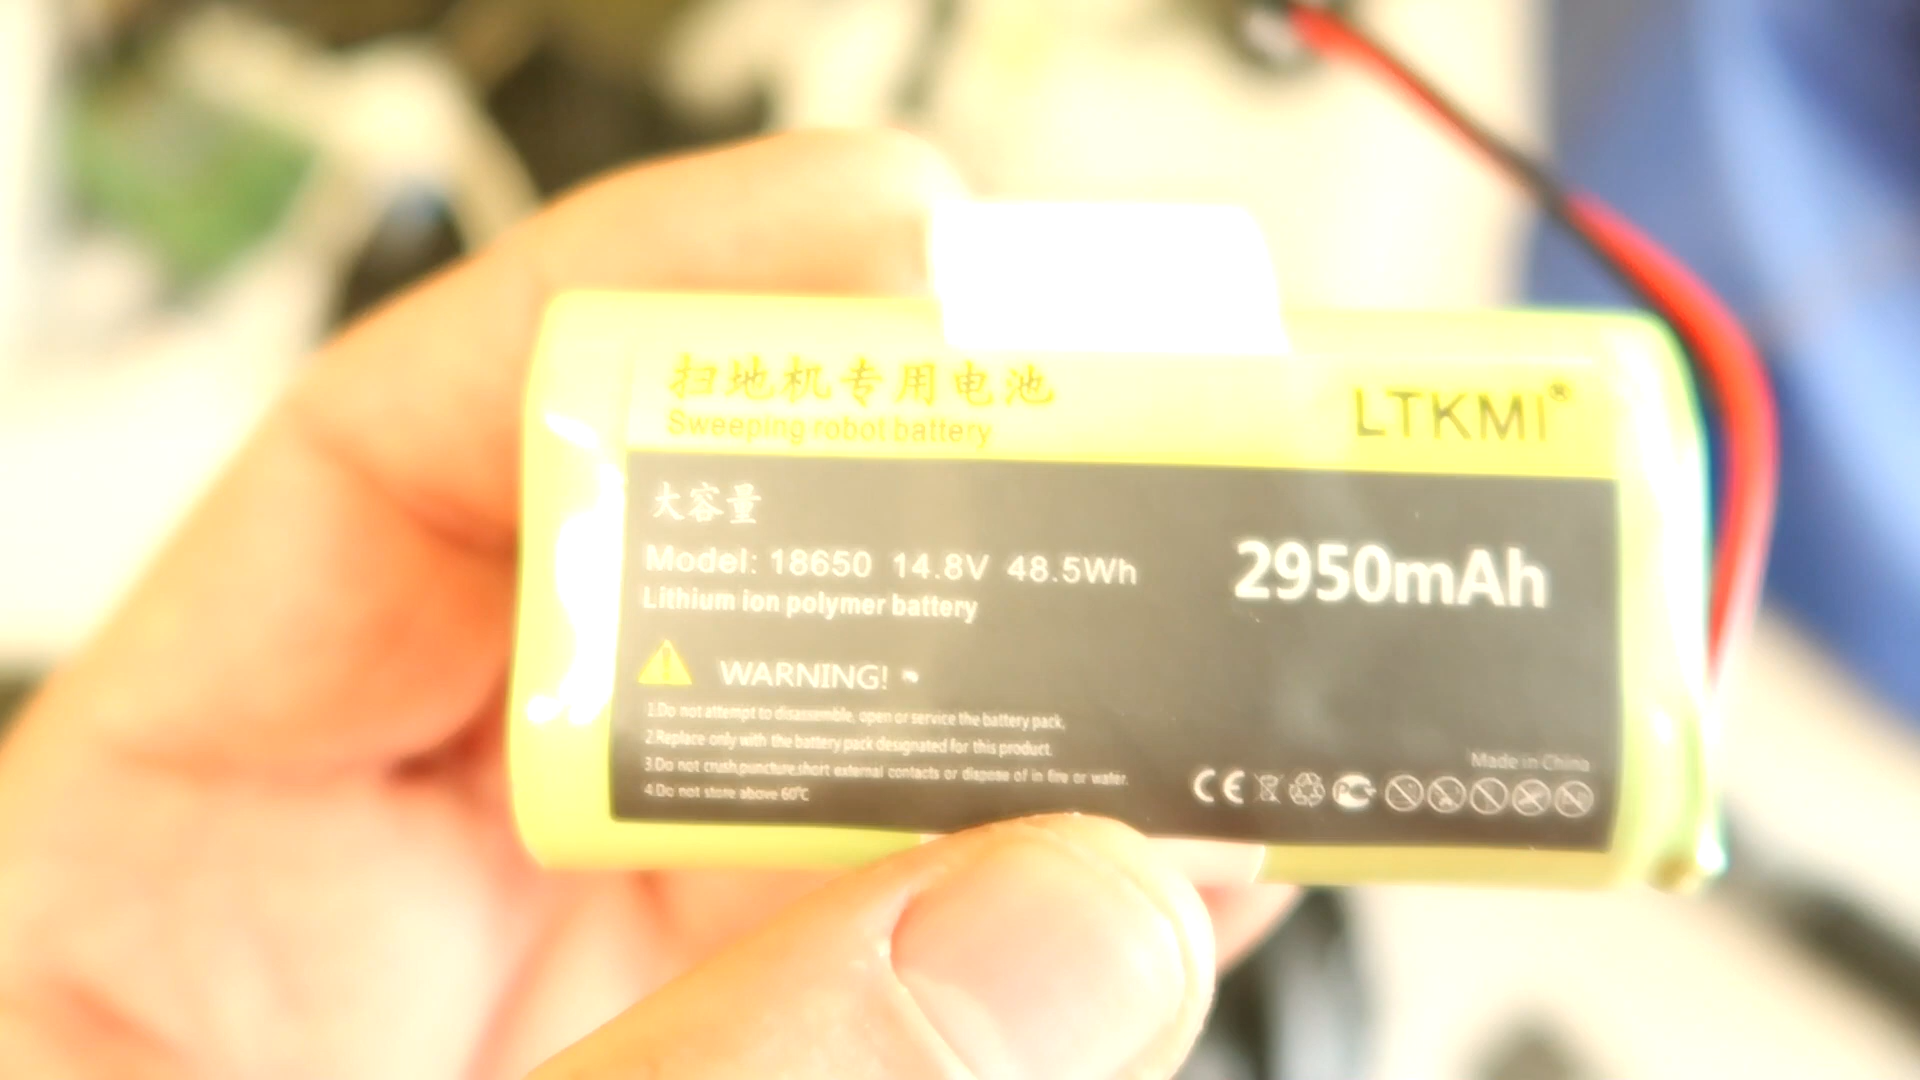 扫地机专用电池
Sweeping robot battery
LTKMI®
大容量
Model: 18650 14.8V 48.5Wh
Lithium ion polymer battery
2950mAh
WARNING!
1.Do not attempt to disassemble, open or service the battery pack.
2.Replace only with the battery pack designated for this product.
3.Do not crush,puncture,short external contacts or dispose of in fire or water.
4.Do not store above 60℃
Made in China
CE